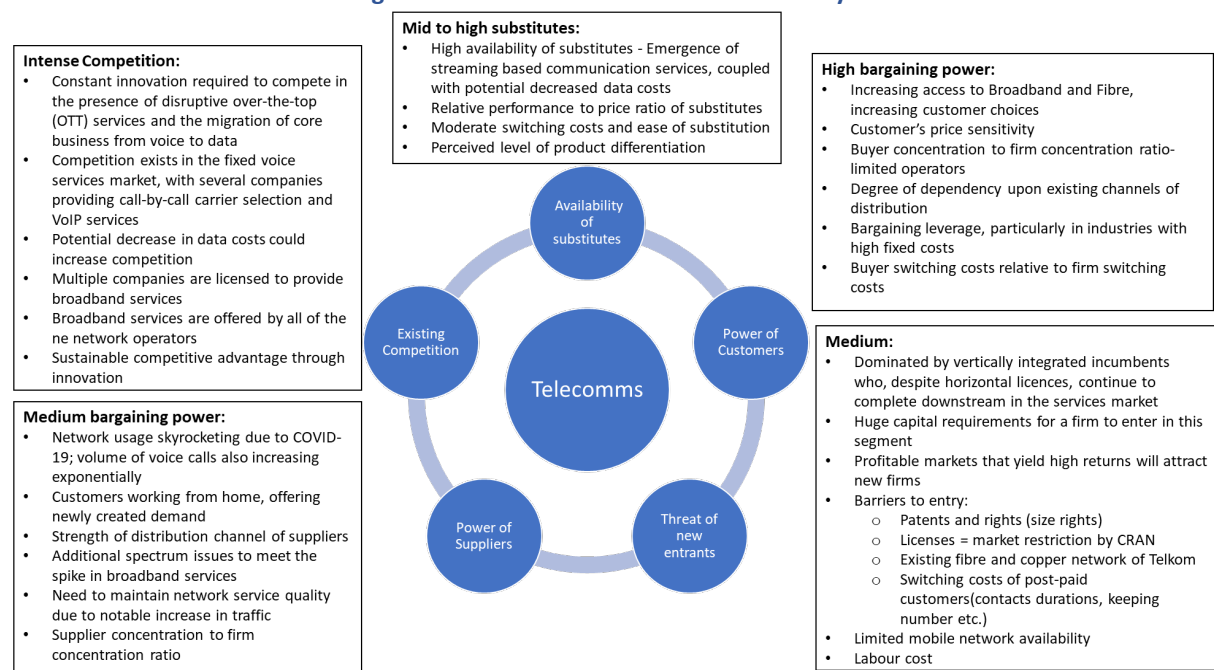 Mid to high substitutes:
• High availability of substitutes - Emergence of
streaming based communication services, coupled
with potential decreased data costs
• Relative performance to price ratio of substitutes
• Moderate switching costs and ease of substitution
• Perceived level of product differentiation
Intense Competition:
• Constant innovation required to compete in
the presence of disruptive over-the-top
(OTT) services and the migration of core
business from voice to data
• Competition exists in the fixed voice
services market, with several companies
providing call-by-call carrier selection and
VoIP services
• Potential decrease in data costs could
increase competition
• Multiple companies are licensed to provide
broadband services
• Broadband services are offered by all of the
ne network operators
• Sustainable competitive advantage through
innovation
High bargaining power:
• Increasing access to Broadband and Fibre,
increasing customer choices
• Customer's price sensitivity
• Buyer concentration to firm concentration ratio-
limited operators
• Degree of dependency upon existing channels of
distribution
• Bargaining leverage, particularly in industries with
high fixed costs
• Buyer switching costs relative to firm switching
costs
Availability
of
substitutes
Existing
Competition
Power of
Customers
Telecomms
Power of
Suppliers
Threat of
new
entrants
Medium bargaining power:
• Network usage skyrocketing due to COVID-
19; volume of voice calls also increasing
exponentially
• Customers working from home, offering
newly created demand
• Strength of distribution channel of suppliers
• Additional spectrum issues to meet the
spike in broadband services
• Need to maintain network service quality
due to notable increase in traffic
• Supplier concentration to firm
concentration ratio
Medium:
• Dominated by vertically integrated incumbents
who, despite horizontal licences, continue to
complete downstream in the services market
• Huge capital requirements for a firm to enter in this
segment
• Profitable markets that yield high returns will attract
new firms
• Barriers to entry:
o Patents and rights (size rights)
o Licenses = market restriction by CRAN
o Existing fibre and copper network of Telkom
o Switching costs of post-paid
customers(contacts durations, keeping
number etc.)
• Limited mobile network availability
• Labour cost